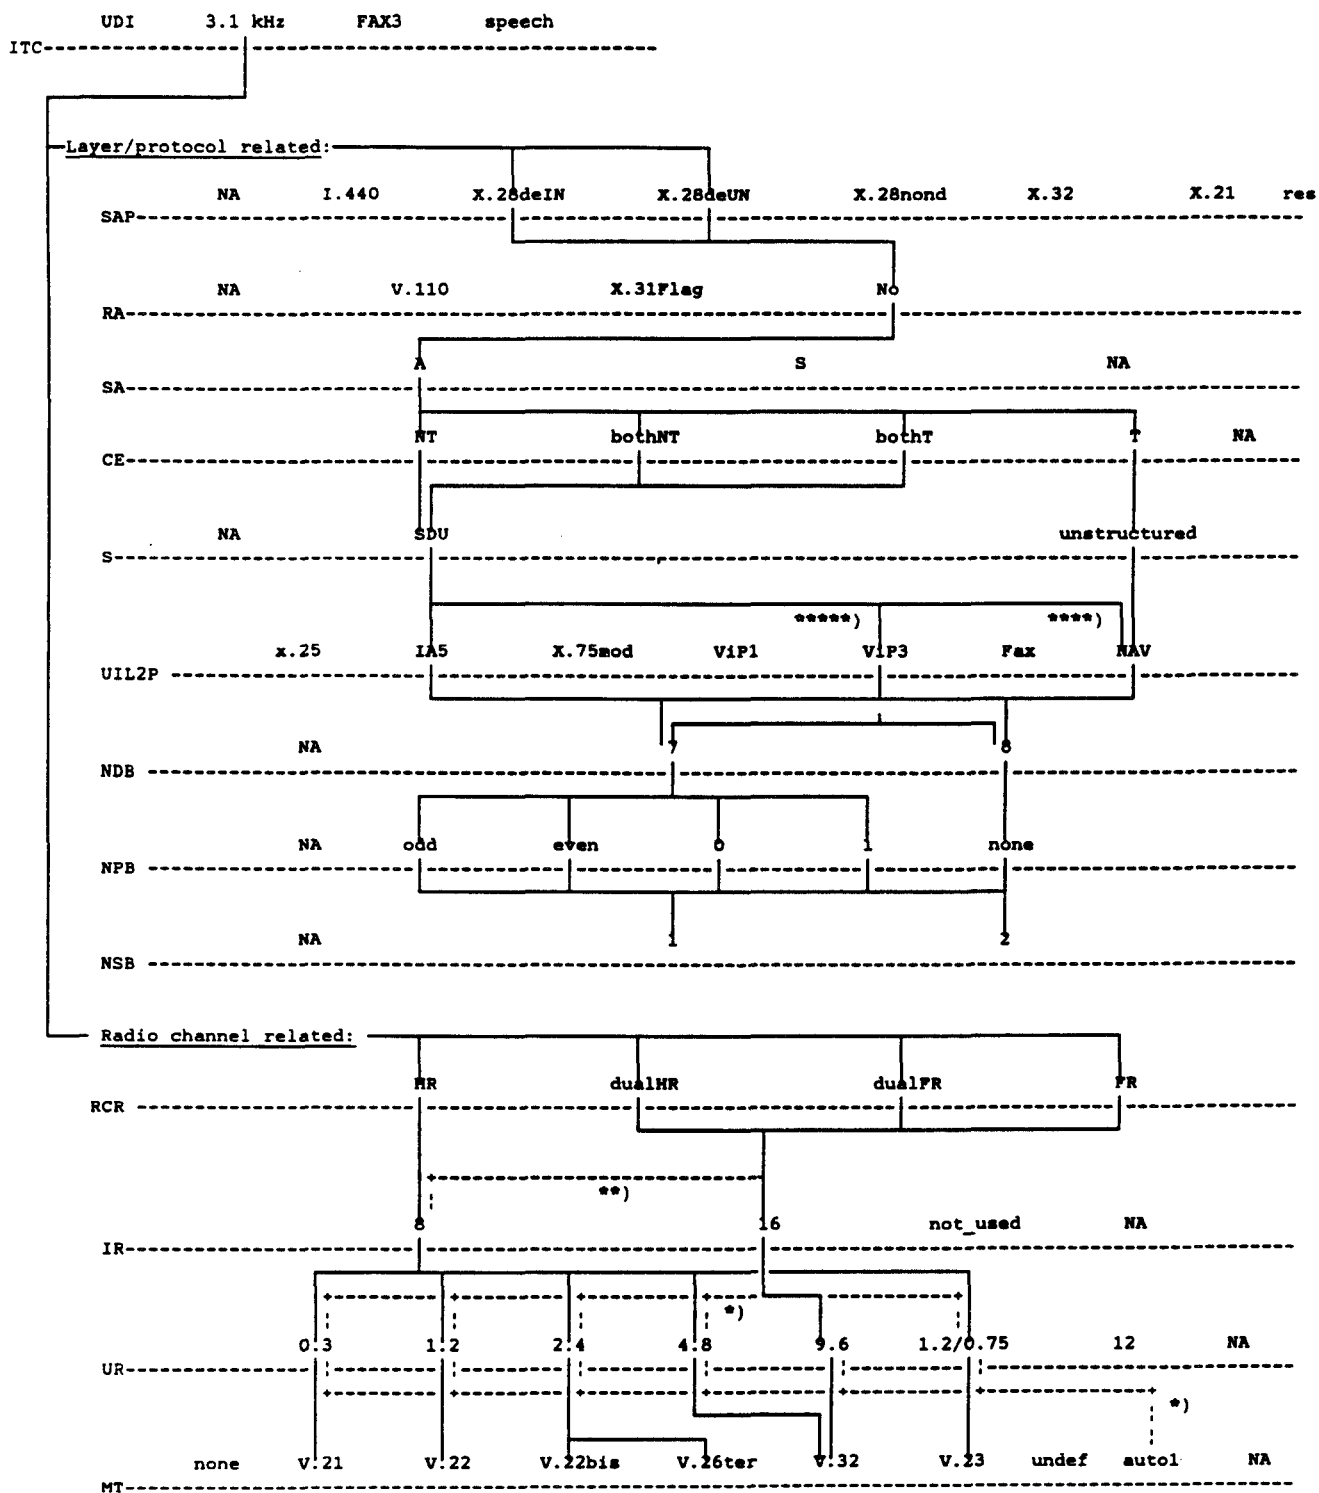 UDI 3.1 kHz FAX3 speech
ITC
Layer/protocol related:
NA I.440 X.28deIN X.28deUN X.28nond X.32 X.21 res
SAP
NA V.110 X.31Flag No
RA
A S NA
SA
NT bothNT bothT T NA
CE
NA SDU unstructured
S
*****) ****)
x.25 IA5 X.75mod ViP1 ViP3 Fax NAV
UIL2P
NA 7 8
NDB
NA odd even 0 1 none
NPB
NA 1 2
NSB
Radio channel related:
HR dualHR dualFR FR
RCR
**)
8 16 not_used NA
IR
*)
0.3 1.2 2.4 4.8 9.6 1.2/0.75 12 NA
UR
*)
none V.21 V.22 V.22bis V.26ter V.32 V.23 undef auto1 NA
MT